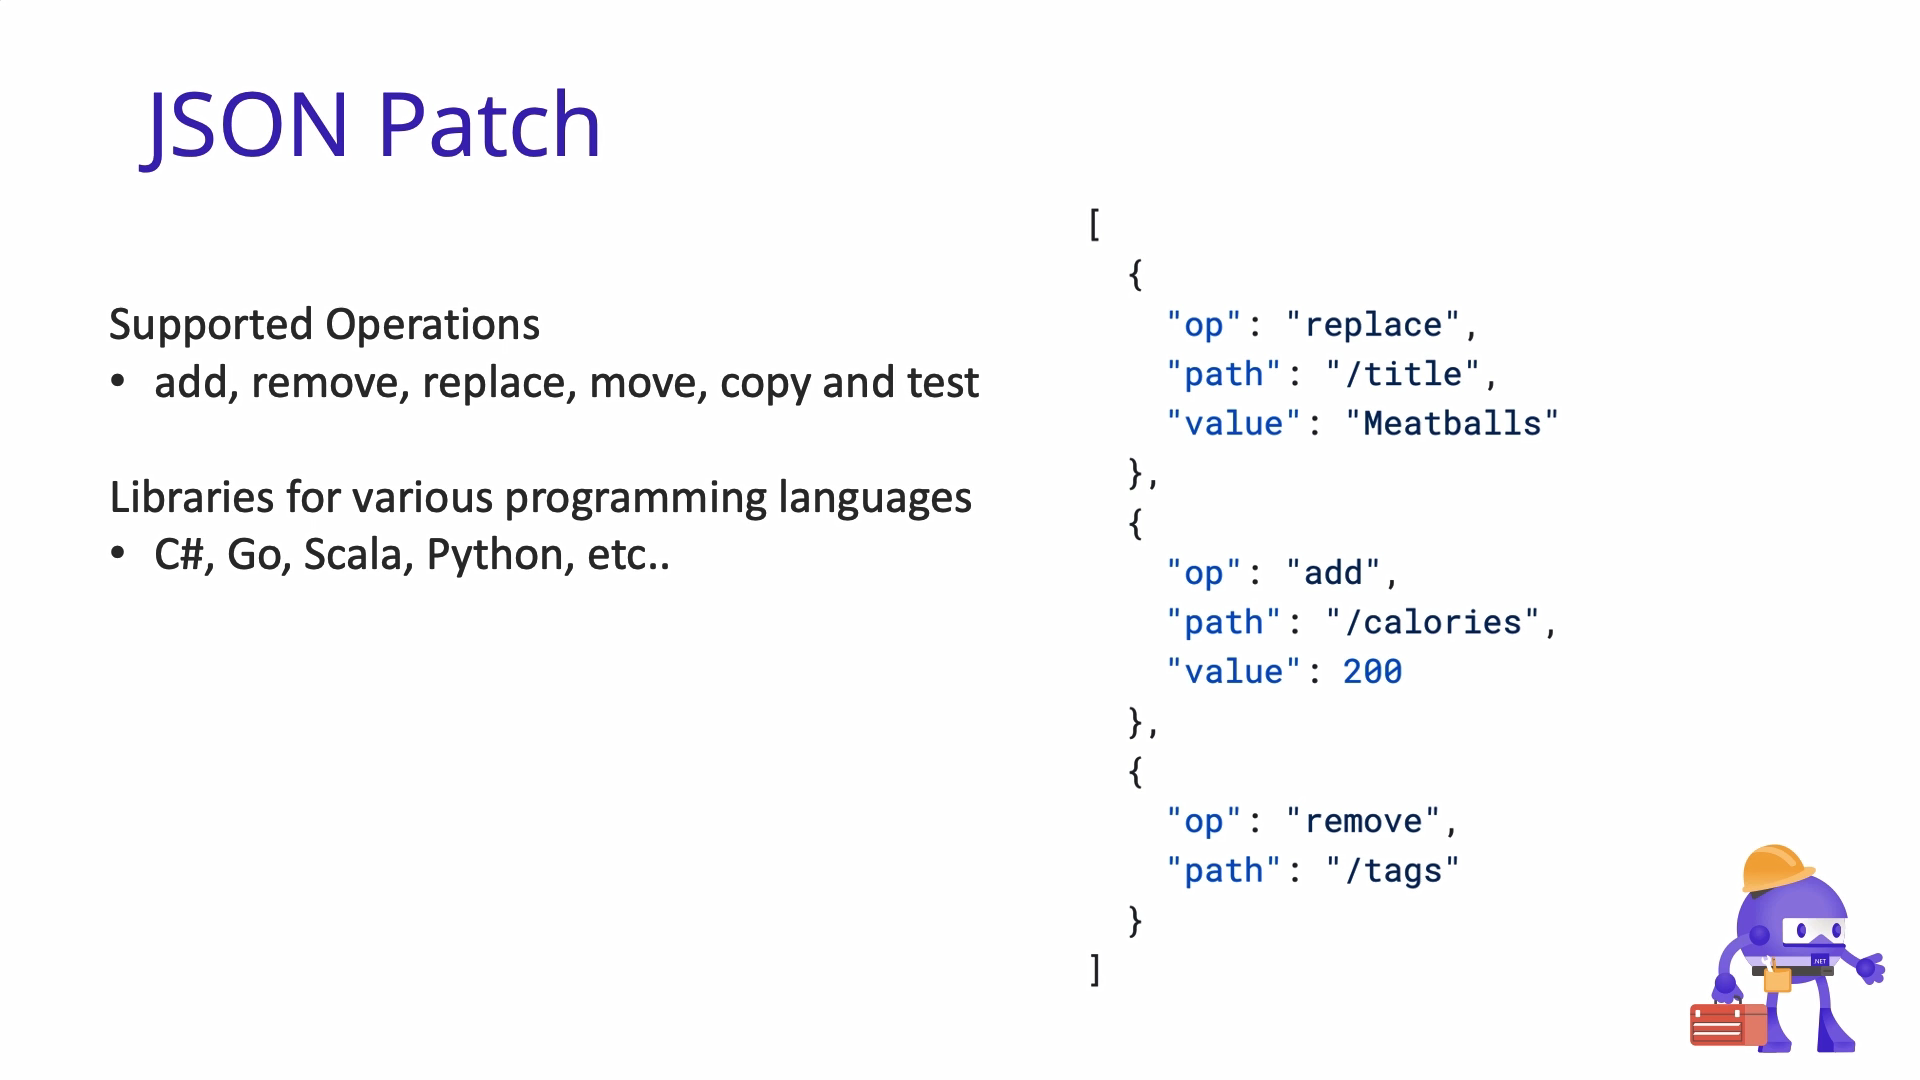 JSON Patch
Supported Operations
• add, remove, replace, move, copy and test
Libraries for various programming languages
• C#, Go, Scala, Python, etc..
[
{
"op": "replace",
"path": "/title",
"value": "Meatballs"
},
{
"op": "add",
"path": "/calories",
"value": 200
},
{
"op": "remove",
"path": "/tags"
}
]
.NET